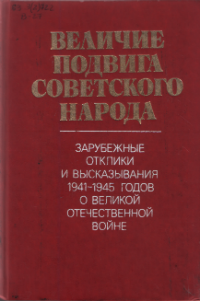 ВЕЛИЧИЕ
ПОДВИГА
СОВЕТСКОГО
НАРОДА
ЗАРУБЕЖНЫЕ
ОТКЛИКИ
И ВЫСКАЗЫВАНИЯ
1941–1945 ГОДОВ
О ВЕЛИКОЙ
ОТЕЧЕСТВЕННОЙ
ВОЙНЕ